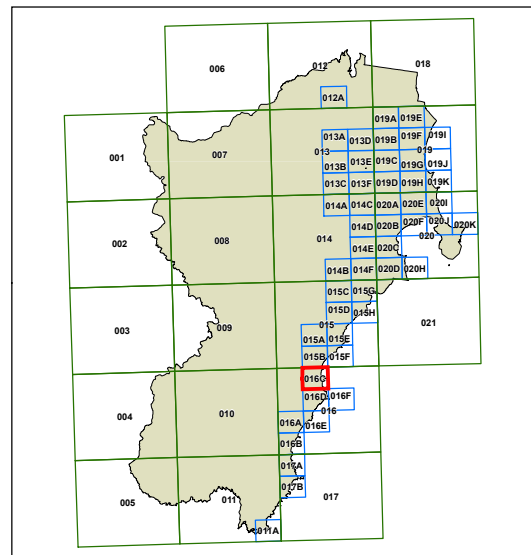 006 012 018
012A
019A 019E
001 007 013A 013D 019B 019F 019I
013 019
013B 013E 019C 019G 019J
013C 013F 019D 019H 019K
014A 014C 020A 020E 020I
002 008 014 014D 020B 020F 020J 020K
020
014E 020C
014B 014F 020D 020H
015C 015G
003 009 015D 015H 021
015
015A 015E
015B 015F
016C
004 010 016D 016F
016
016A 016E
016B
017A
005 011 017B 017
011A